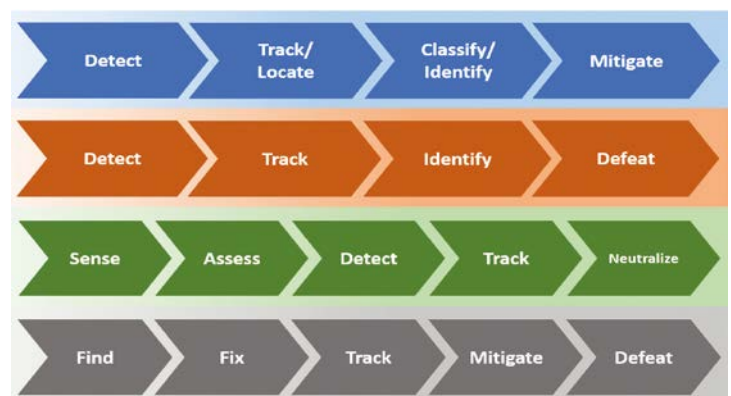 Detect
Track/
Locate
Classify/
Identify
Mitigate
Detect
Track
Identify
Defeat
Sense
Assess
Detect
Track
Neutralize
Find
Fix
Track
Mitigate
Defeat